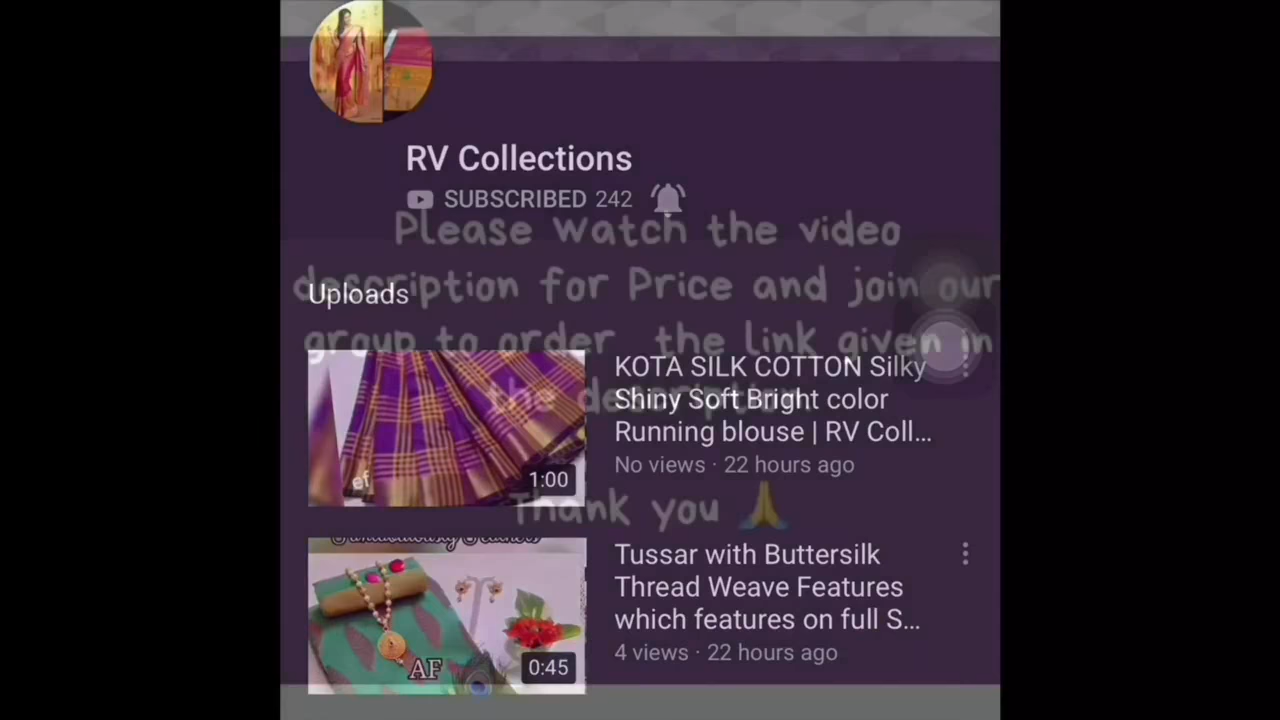 RV Collections
SUBSCRIBED 242
Please watch the video
description for Price and join our
Uploads
group to order the link given in
the description.
KOTA SILK COTTON Silky
Shiny Soft Bright color
Running blouse | RV Coll...
No views · 22 hours ago
ef
1:00
Thank you 🙏
Tussar with Buttersilk
Thread Weave Features
which features on full S...
4 views · 22 hours ago
AF
0:45